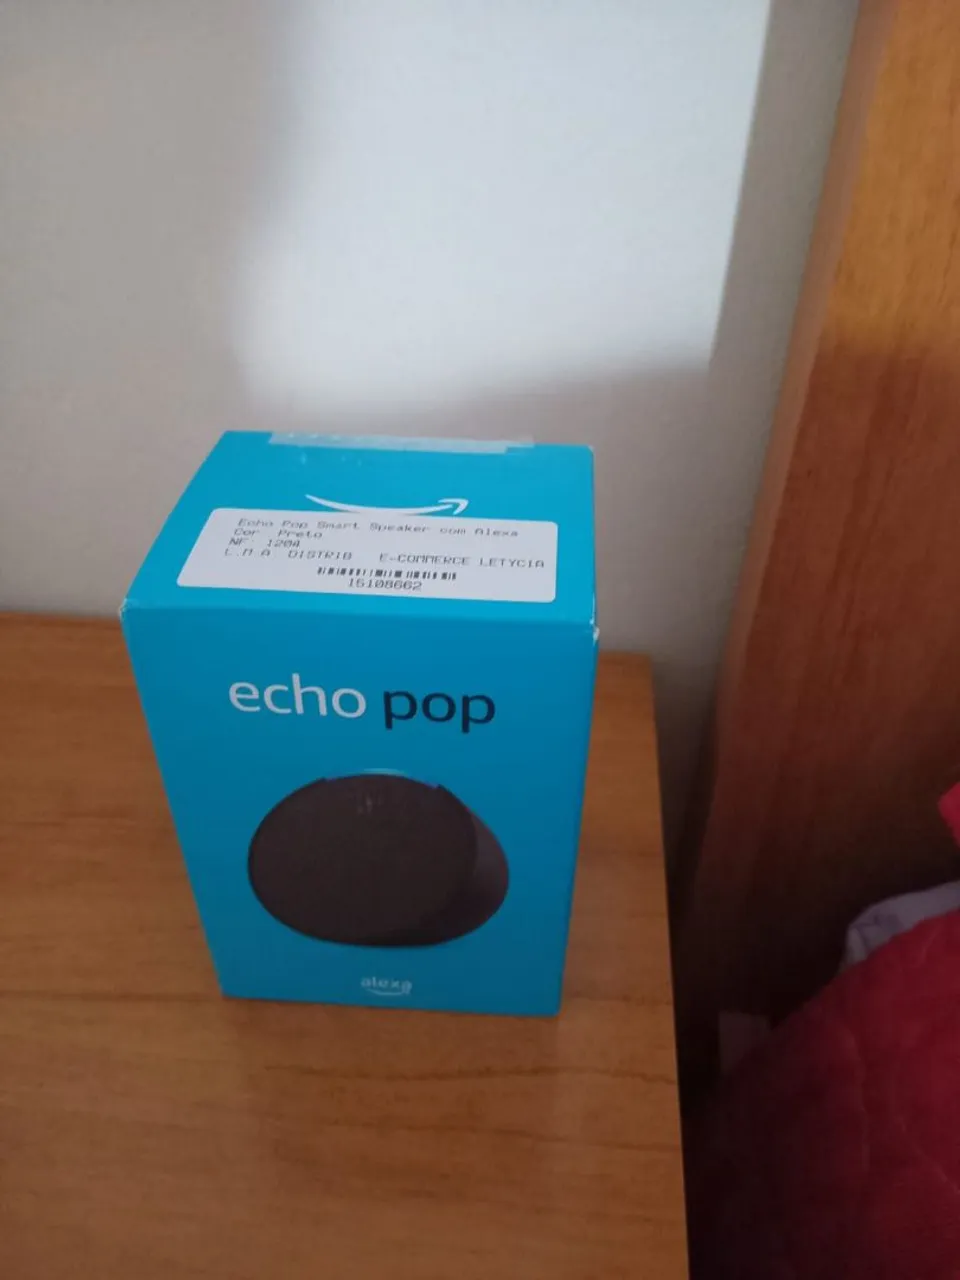 Echo Pop Smart Speaker com Alexa
Cor: Preto
NF: 1204
L.M.A. DISTRIB E-COMMERCE LETYCIA
15108662
echo pop
alexa